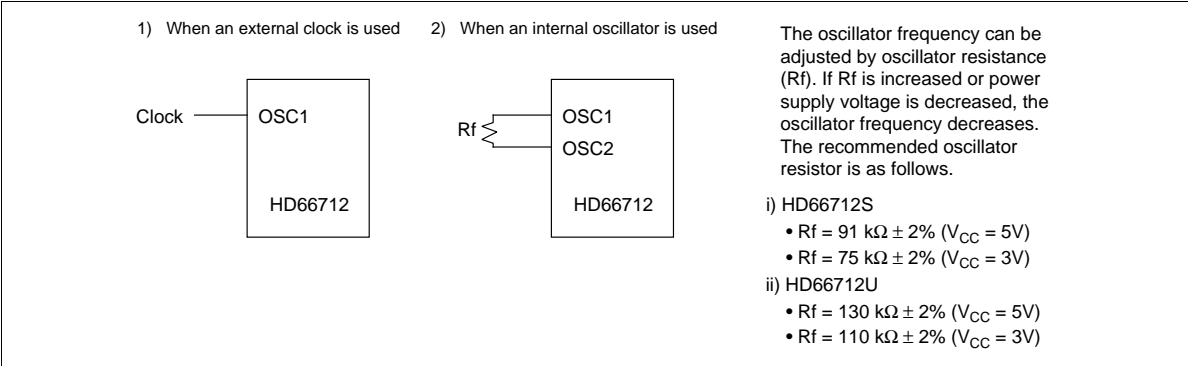 1) When an external clock is used
Clock
OSC1
HD66712
2) When an internal oscillator is used
Rf
OSC1
OSC2
HD66712
The oscillator frequency can be
adjusted by oscillator resistance
(Rf). If Rf is increased or power
supply voltage is decreased, the
oscillator frequency decreases.
The recommended oscillator
resistor is as follows.
i) HD66712S
• Rf = 91 kΩ ± 2% (VCC = 5V)
• Rf = 75 kΩ ± 2% (VCC = 3V)
ii) HD66712U
• Rf = 130 kΩ ± 2% (VCC = 5V)
• Rf = 110 kΩ ± 2% (VCC = 3V)